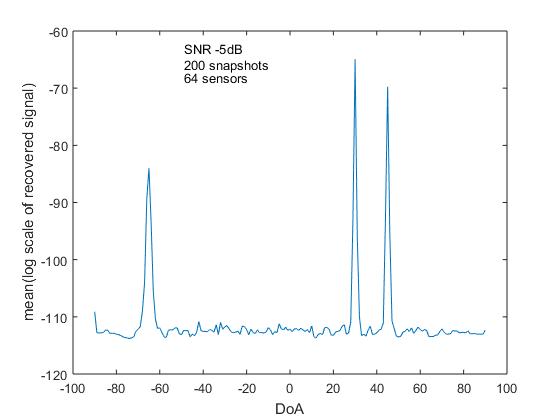 -60
-70
-80
-90
-100
-110
-120
mean(log scale of recovered signal)
SNR -5dB
200 snapshots
64 sensors
-100 -80 -60 -40 -20 0 20 40 60 80 100
DoA